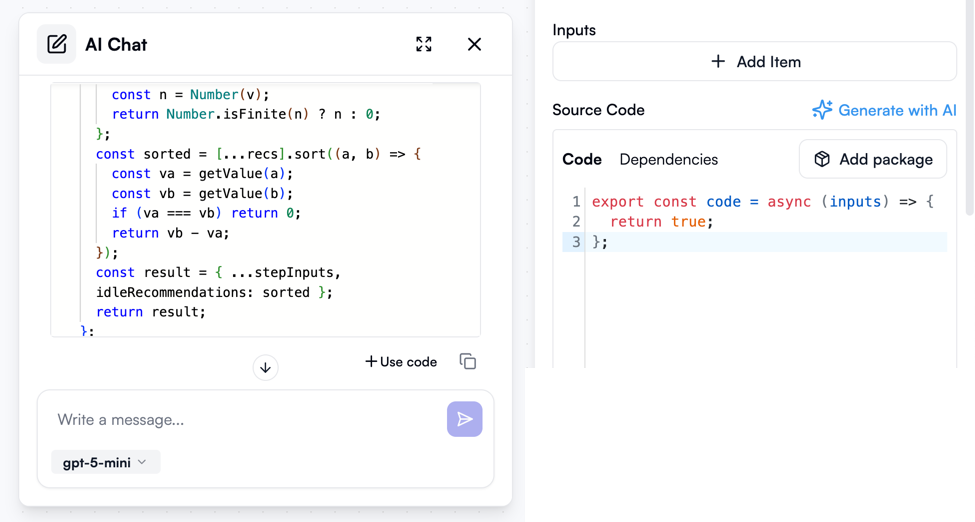 AI Chat
const n = Number(v);
return Number.isFinite(n) ? n : 0;
};
const sorted = [...recs].sort((a, b) => {
const va = getValue(a);
const vb = getValue(b);
if (va === vb) return 0;
return vb - va;
});
const result = { ...stepInputs,
idleRecommendations: sorted };
return result;
};
+ Use code
Write a message...
gpt-5-mini
Inputs
+ Add Item
Source Code
Generate with AI
Code Dependencies
Add package
1 export const code = async (inputs) => {
2 return true;
3 };